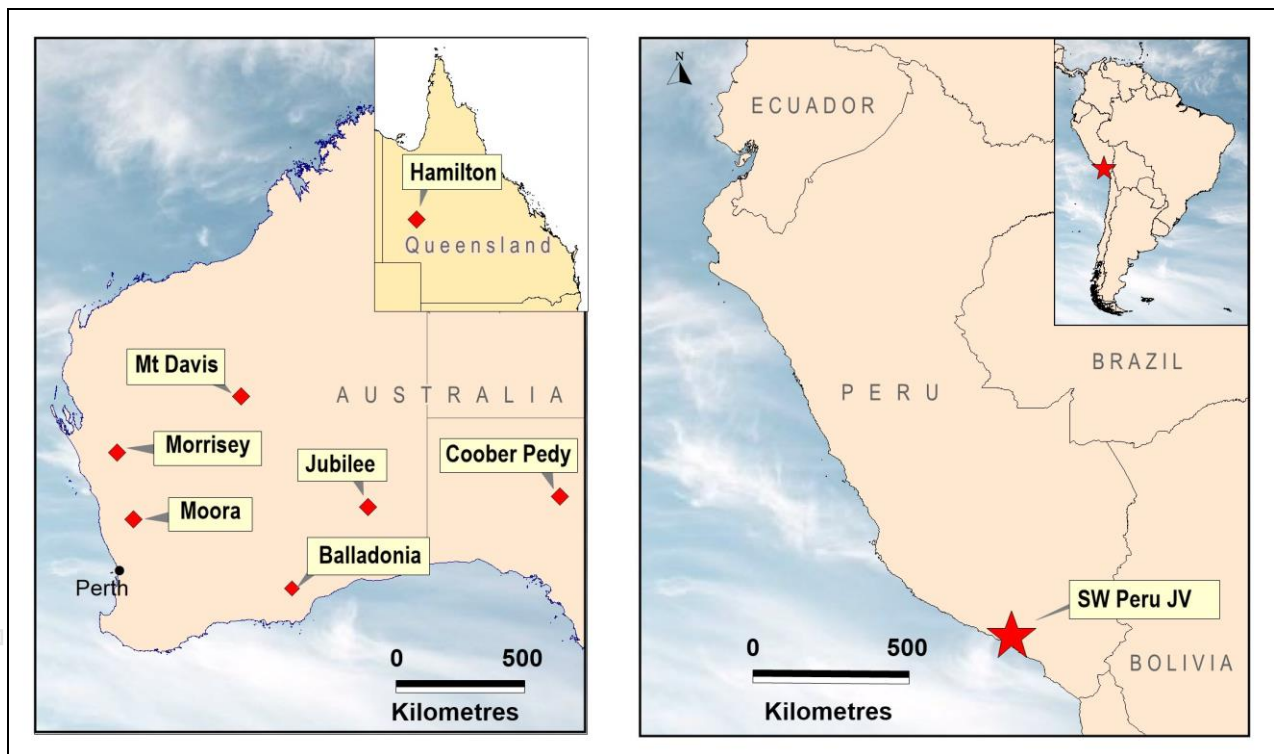 Hamilton
Queensland
Mt Davis
AUSTRALIA
Morrisey
Jubilee
Coober Pedy
Moora
Balladonia
Perth
0 500
Kilometres
N
ECUADOR
BRAZIL
PERU
SW Peru JV
0 500
BOLIVIA
Kilometres